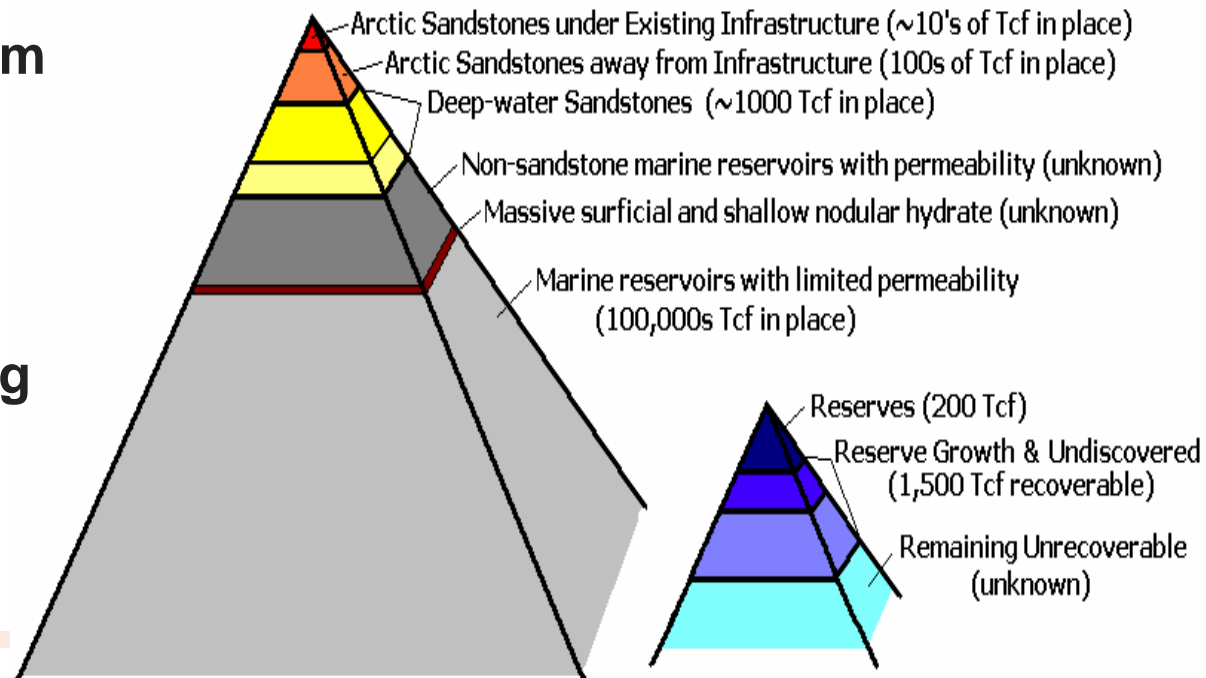 Arctic Sandstones under Existing Infrastructure (~10's of Tcf in place)
m
Arctic Sandstones away from Infrastructure (100s of Tcf in place)
Deep-water Sandstones (~1000 Tcf in place)
Non-sandstone marine reservoirs with permeability (unknown)
Massive surficial and shallow nodular hydrate (unknown)
Marine reservoirs with limited permeability
(100,000s Tcf in place)
g
Reserves (200 Tcf)
Reserve Growth & Undiscovered
(1,500 Tcf recoverable)
Remaining Unrecoverable
(unknown)